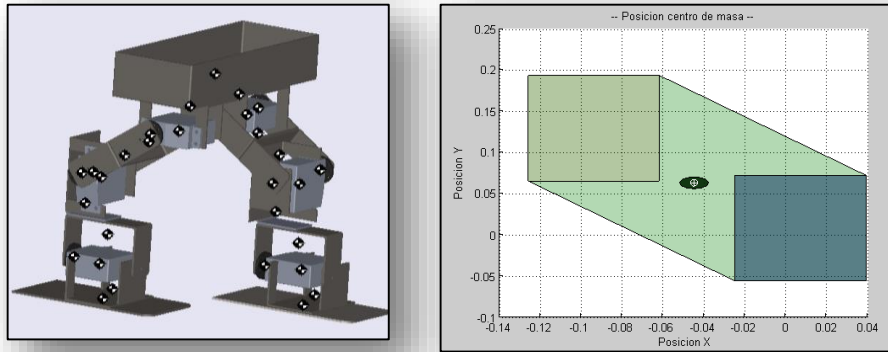 -- Posicion centro de masa --
0.25
0.2
0.15
0.1
0.05
0
-0.05
-0.1
Posicion Y
-0.14 -0.12 -0.1 -0.08 -0.06 -0.04 -0.02 0 0.02 0.04
Posicion X